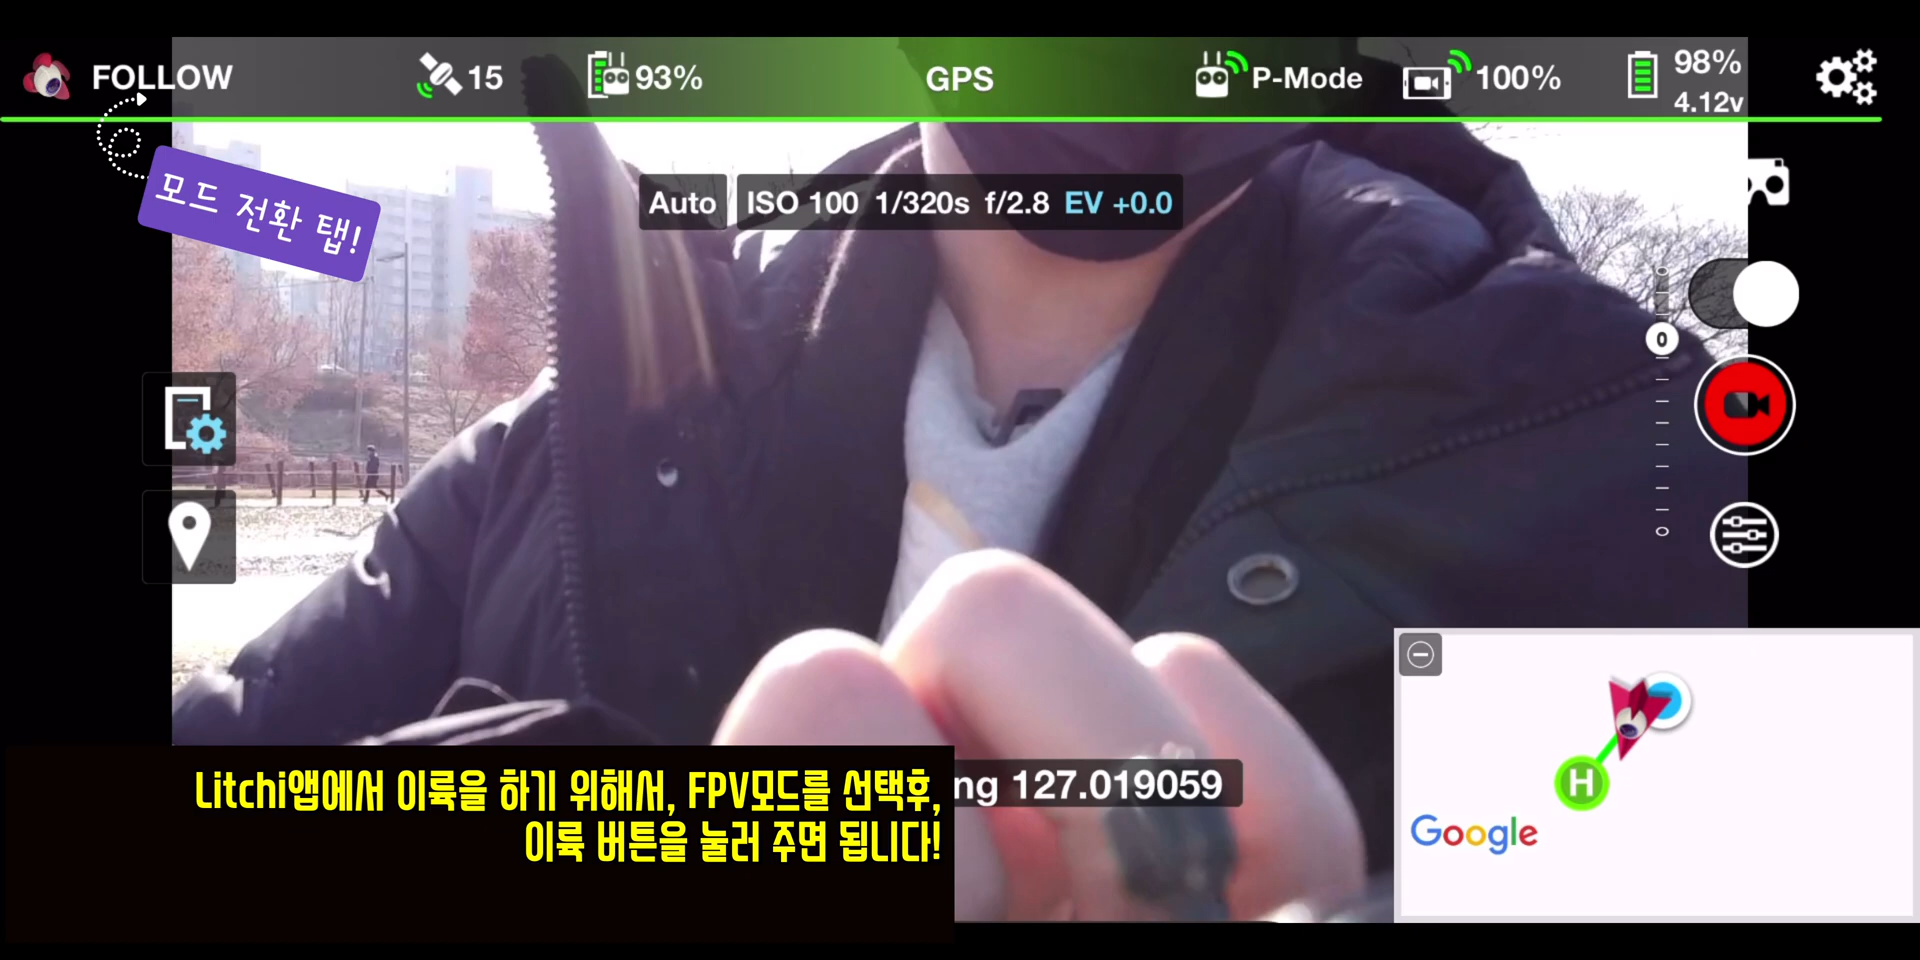 FOLLOW
15
93%
GPS
P-Mode
100%
98%
4.12v
모드 전환 탭!
Auto
ISO 100 1/320s f/2.8 EV +0.0
0
Litchi앱에서 이륙을 하기 위해서, FPV모드를 선택후,
이륙 버튼을 눌러 주면 됩니다!
ng 127.019059
H
Google